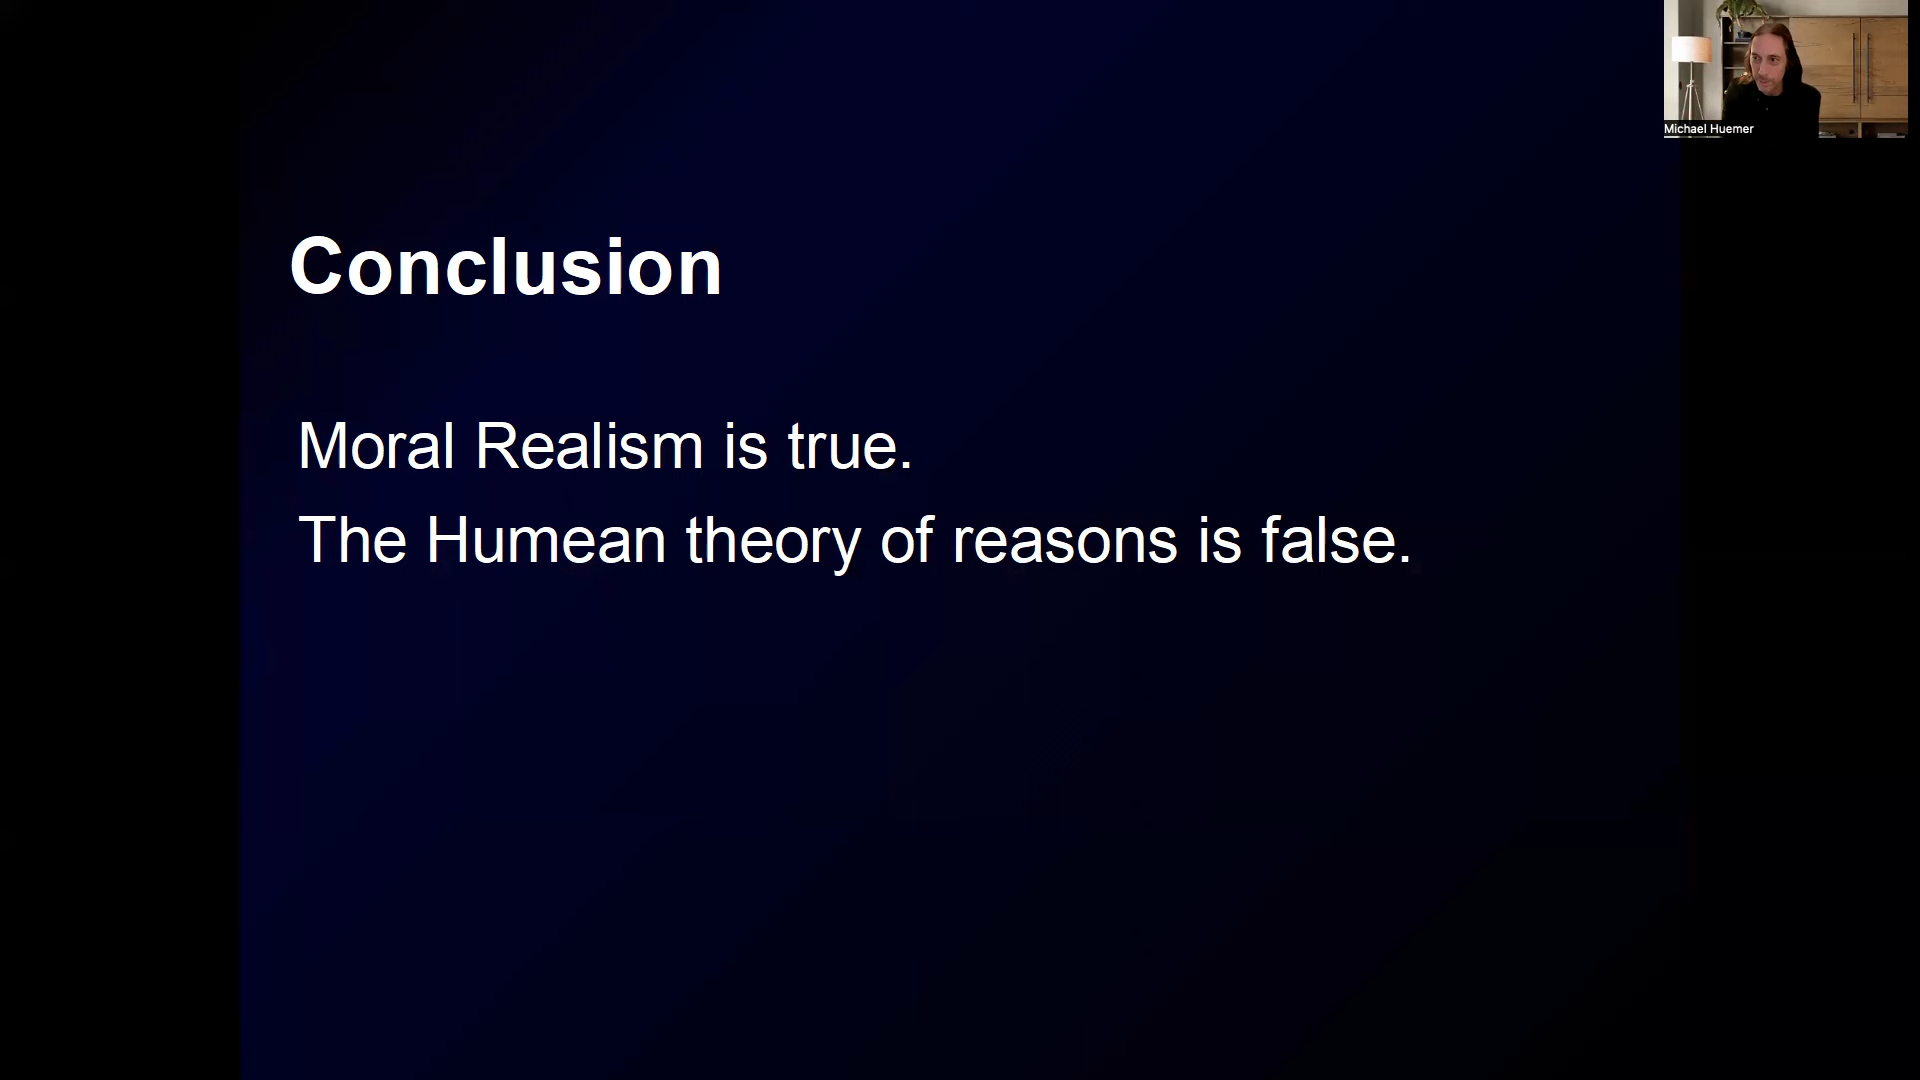 Michael Huemer
Conclusion
Moral Realism is true.
The Humean theory of reasons is false.